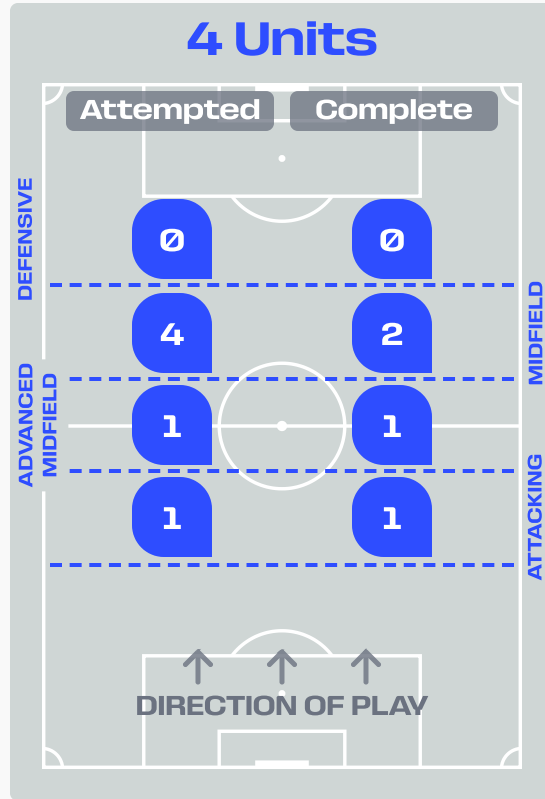 4 Units
Attempted Complete
DEFENSIVE
0 0
MIDFIELD
4 2
ADVANCED
MIDFIELD
1 1
ATTACKING
1 1
DIRECTION OF PLAY